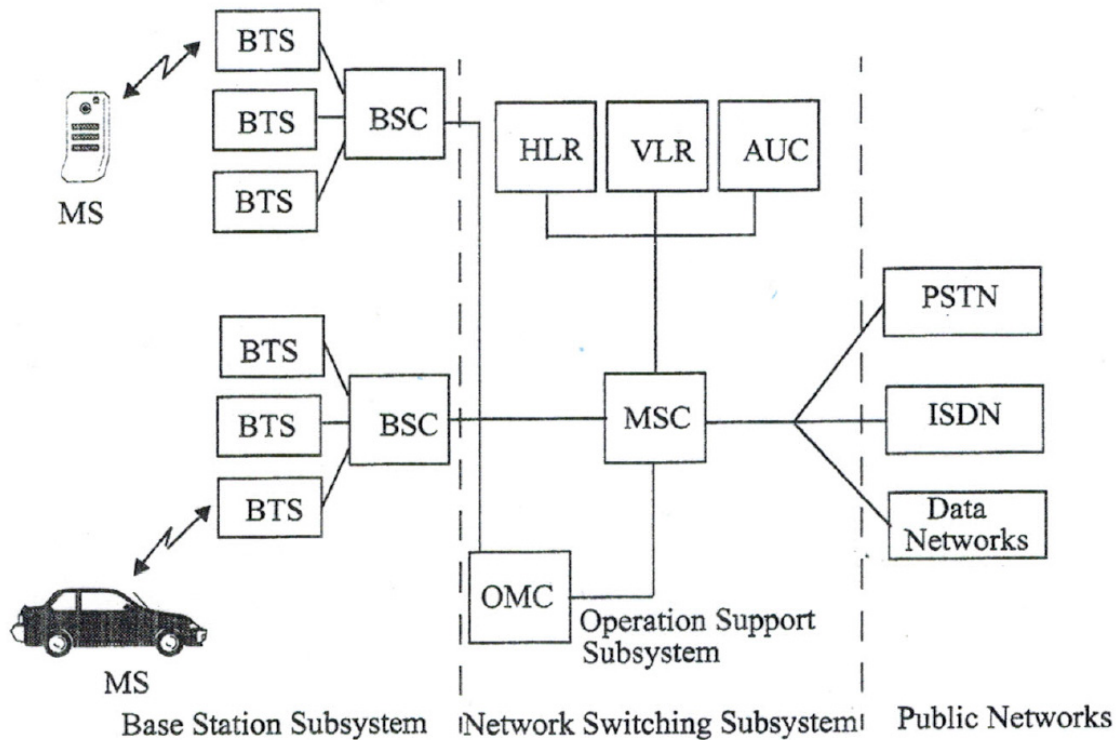 BTS
BTS
BTS
BSC
MS
HLR
VLR
AUC
BTS
BTS
BTS
BSC
MS
MSC
OMC
Operation Support
Subsystem
PSTN
ISDN
Data
Networks
Base Station Subsystem
Network Switching Subsystem
Public Networks